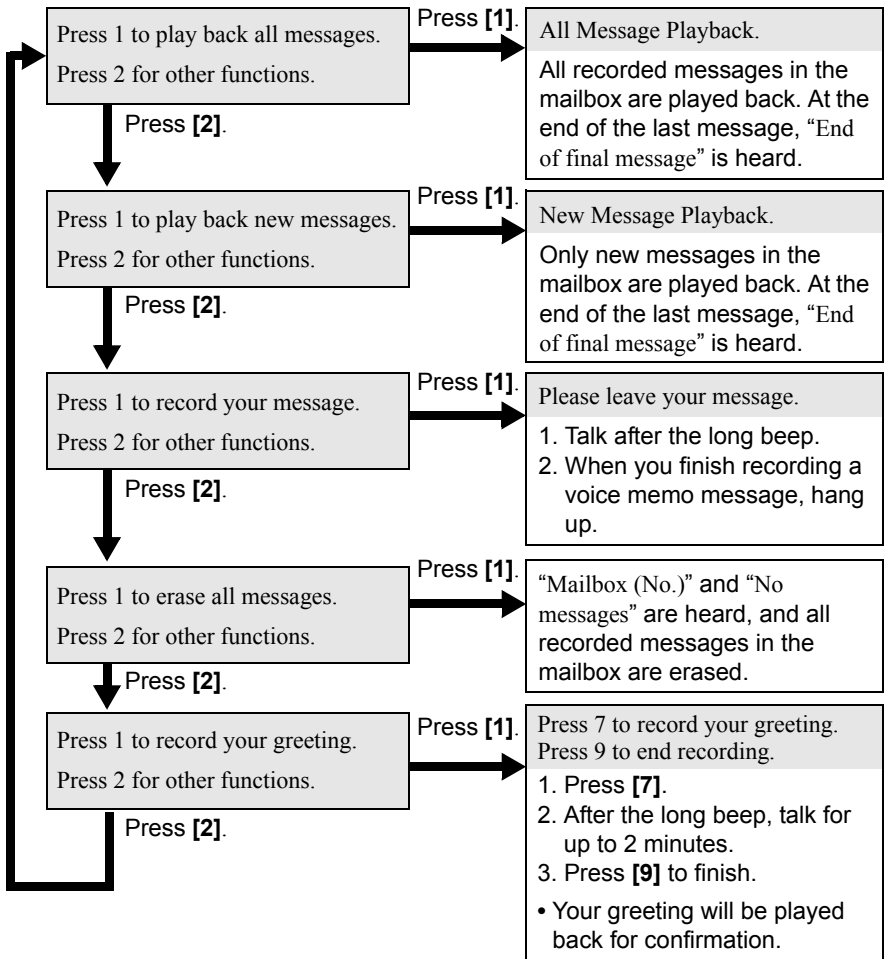 Press 1 to play back all messages.
Press 2 for other functions.
Press [1].
All Message Playback.
All recorded messages in the
mailbox are played back. At the
end of the last message, “End
of final message” is heard.
Press [2].
Press 1 to play back new messages.
Press 2 for other functions.
Press [1].
New Message Playback.
Only new messages in the
mailbox are played back. At the
end of the last message, “End
of final message” is heard.
Press [2].
Press 1 to record your message.
Press 2 for other functions.
Press [1].
Please leave your message.
1. Talk after the long beep.
2. When you finish recording a
voice memo message, hang
up.
Press [2].
Press 1 to erase all messages.
Press 2 for other functions.
Press [1].
“Mailbox (No.)” and “No
messages” are heard, and all
recorded messages in the
mailbox are erased.
Press [2].
Press 1 to record your greeting.
Press 2 for other functions.
Press [1].
Press 7 to record your greeting.
Press 9 to end recording.
1. Press [7].
2. After the long beep, talk for
up to 2 minutes.
3. Press [9] to finish.
• Your greeting will be played
back for confirmation.
Press [2].